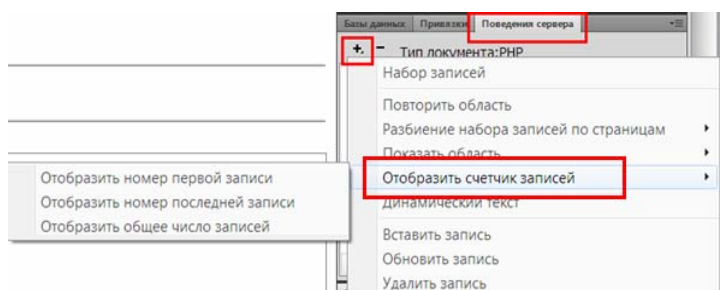 Базы данных Привязки Поведения сервера
+ - Тип документа:PHP
Набор записей
Повторить область
Разбиение набора записей по страницам
Показать область
Отобразить счетчик записей
Отобразить номер первой записи
Отобразить номер последней записи
Отобразить общее число записей
Динамический текст
Вставить запись
Обновить запись
Удалить запись